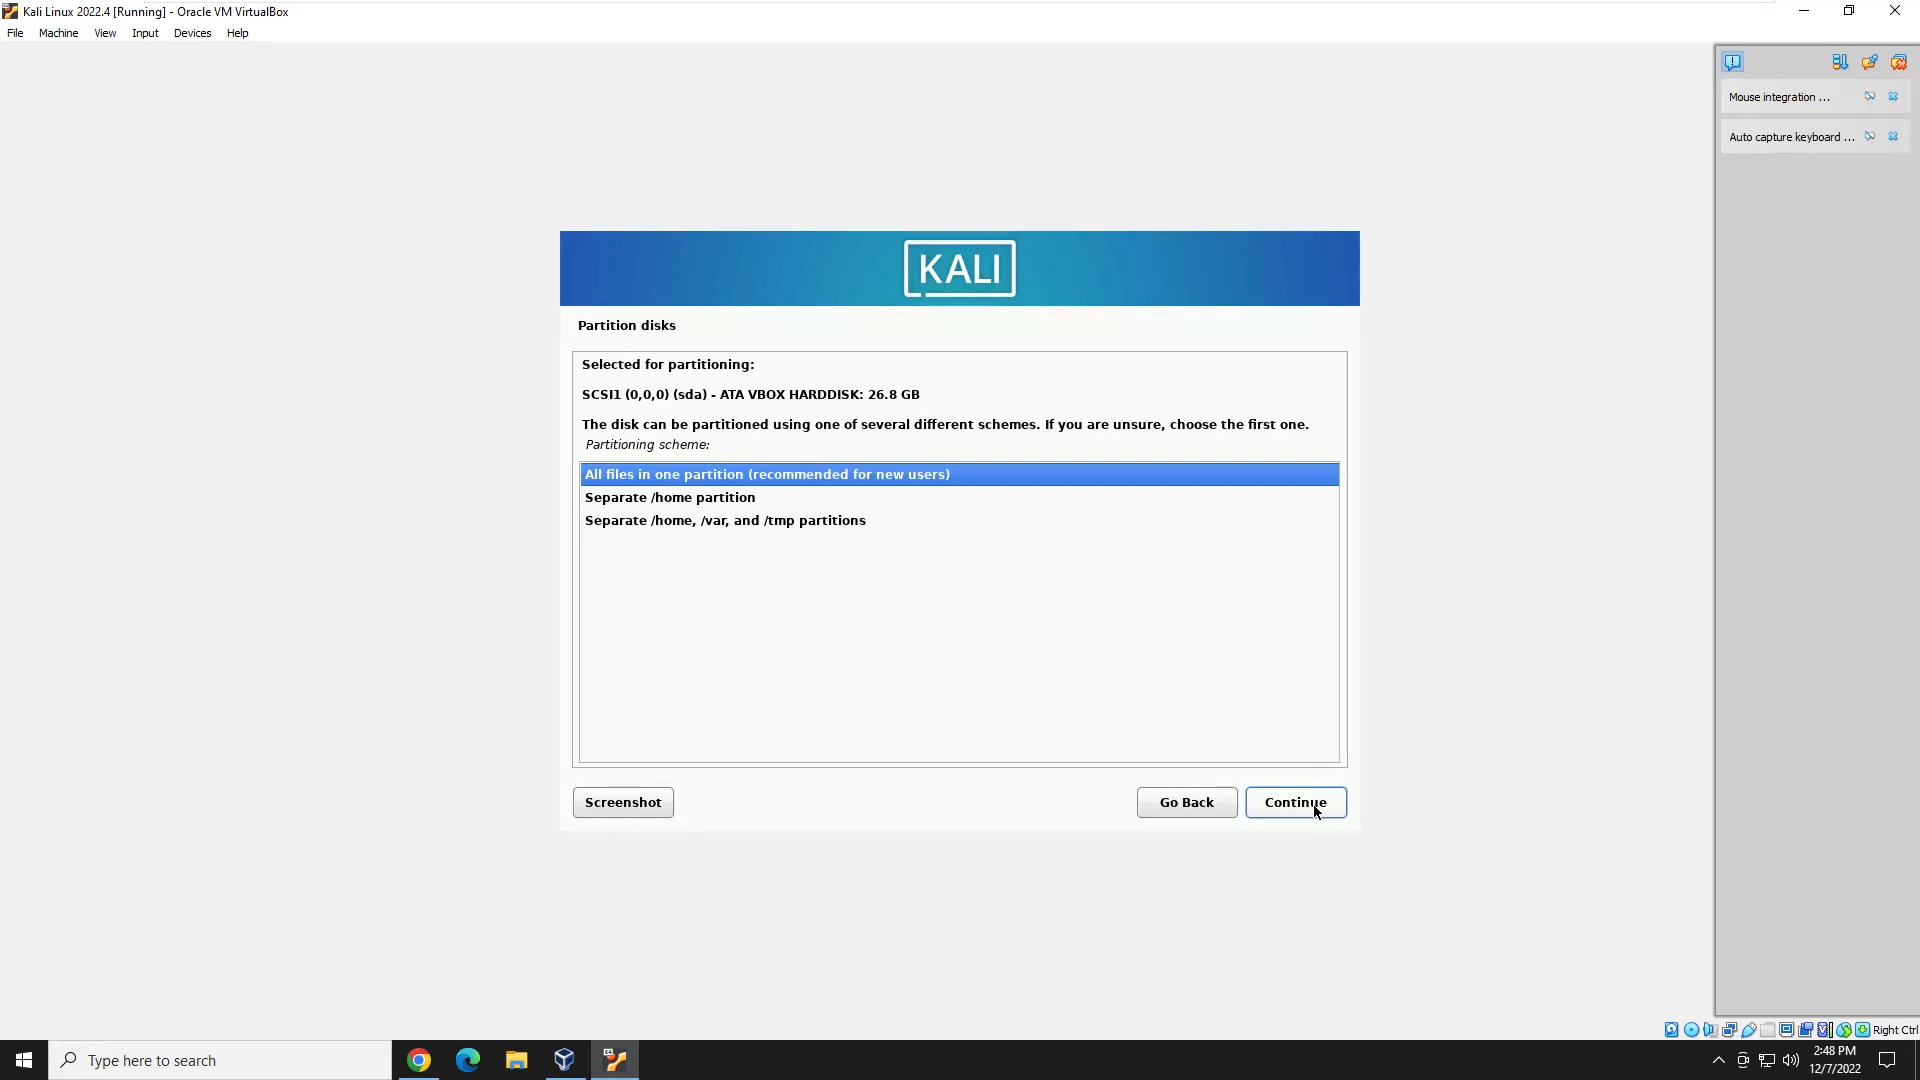 Kali Linux 2022.4 [Running] - Oracle VM VirtualBox
File Machine View Input Devices Help
Mouse integration ...
Auto capture keyboard ...
KALI
Partition disks
Selected for partitioning:
SCSI1 (0,0,0) (sda) - ATA VBOX HARDDISK: 26.8 GB
The disk can be partitioned using one of several different schemes. If you are unsure, choose the first one.
Partitioning scheme:
All files in one partition (recommended for new users)
Separate /home partition
Separate /home, /var, and /tmp partitions
Screenshot Go Back Continue
Right Ctrl
Type here to search
2:48 PM
12/7/2022